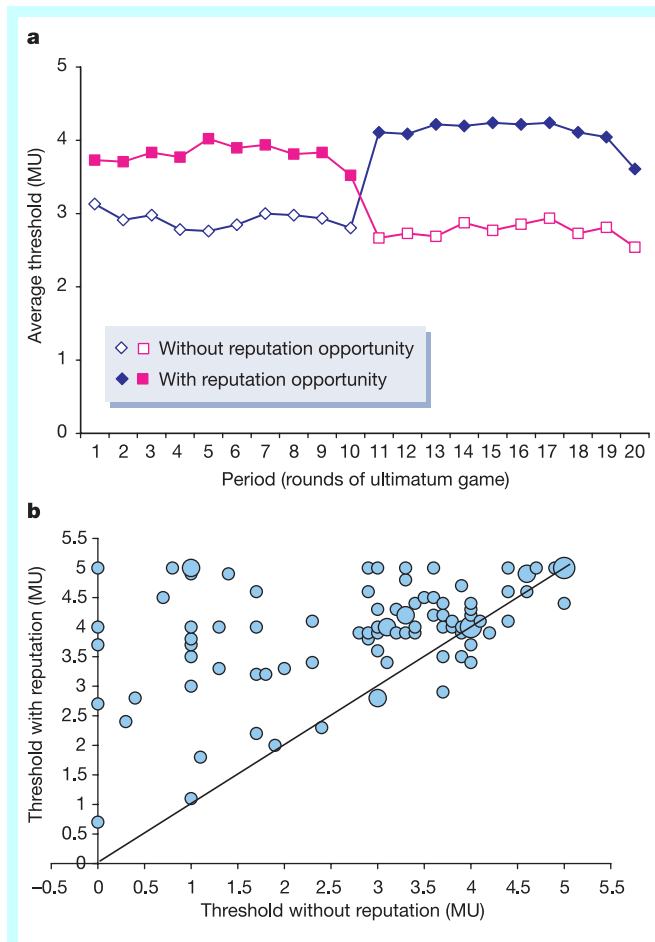 a
5
4
3
2
1
0
Average threshold (MU)
Without reputation opportunity
With reputation opportunity
1 2 3 4 5 6 7 8 9 10 11 12 13 14 15 16 17 14 19 20
Period (rounds of ultimatum game)
b
5.5
5
4.5
4
3.5
3
2.5
2
1.5
1
0.5
0
Threshold with reputation (MU)
–0.5 0 0.5 1 1.5 2 2.5 3 3.5 4 4.5 5 5.5
Threshold without reputation (MU)